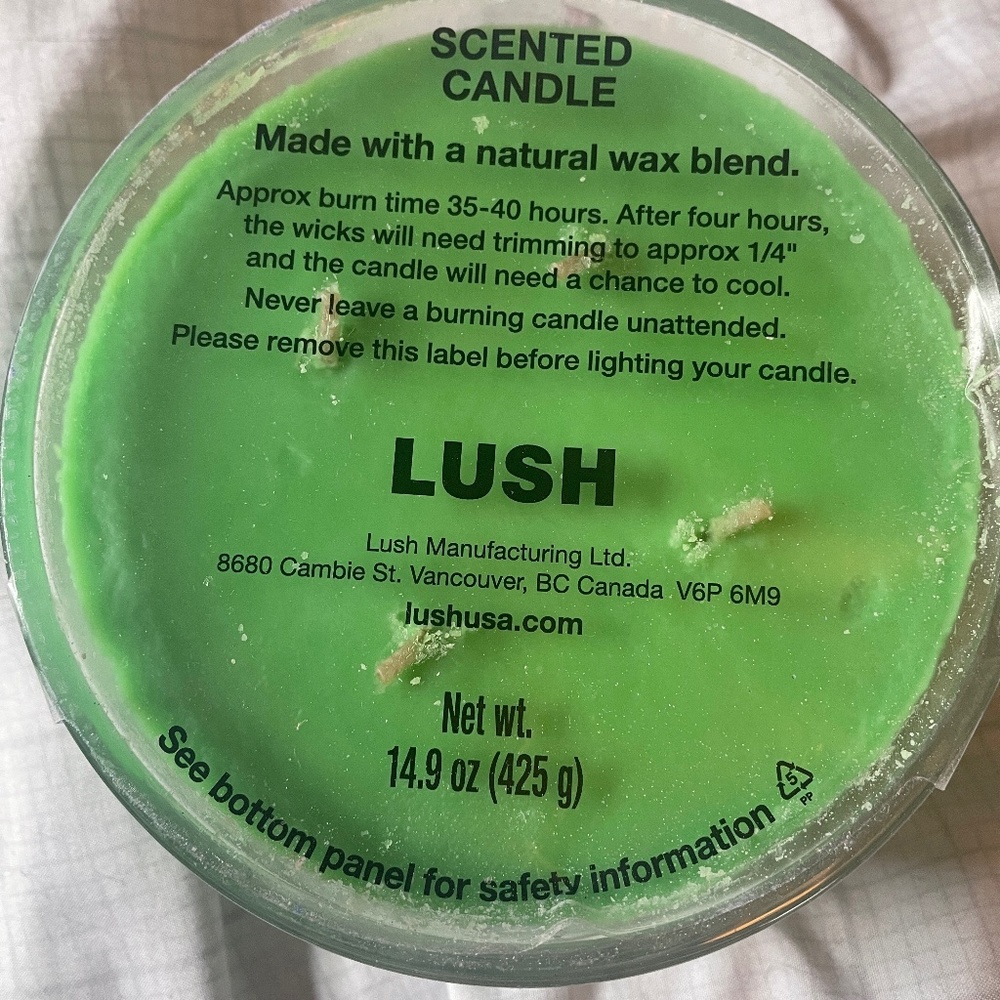 SCENTED
CANDLE
Made with a natural wax blend.
Approx burn time 35-40 hours. After four hours,
the wicks will need trimming to approx 1/4"
and the candle will need a chance to cool.
Never leave a burning candle unattended.
Please remove this label before lighting your candle.
LUSH
Lush Manufacturing Ltd.
8680 Cambie St. Vancouver, BC Canada V6P 6M9
lushusa.com
Net wt.
14.9 oz (425 g)
See bottom panel for safety information
5
PP